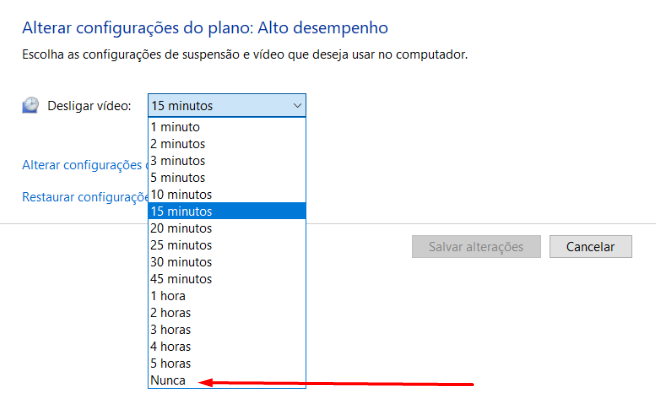 Alterar configurações do plano: Alto desempenho
Escolha as configurações de suspensão e vídeo que deseja usar no computador.
Desligar vídeo: 15 minutos
1 minuto
2 minutos
3 minutos
5 minutos
10 minutos
15 minutos
20 minutos
25 minutos
30 minutos
45 minutos
1 hora
2 horas
3 horas
4 horas
5 horas
Nunca
Alterar configurações
Restaurar configuraçõe
Salvar alterações Cancelar